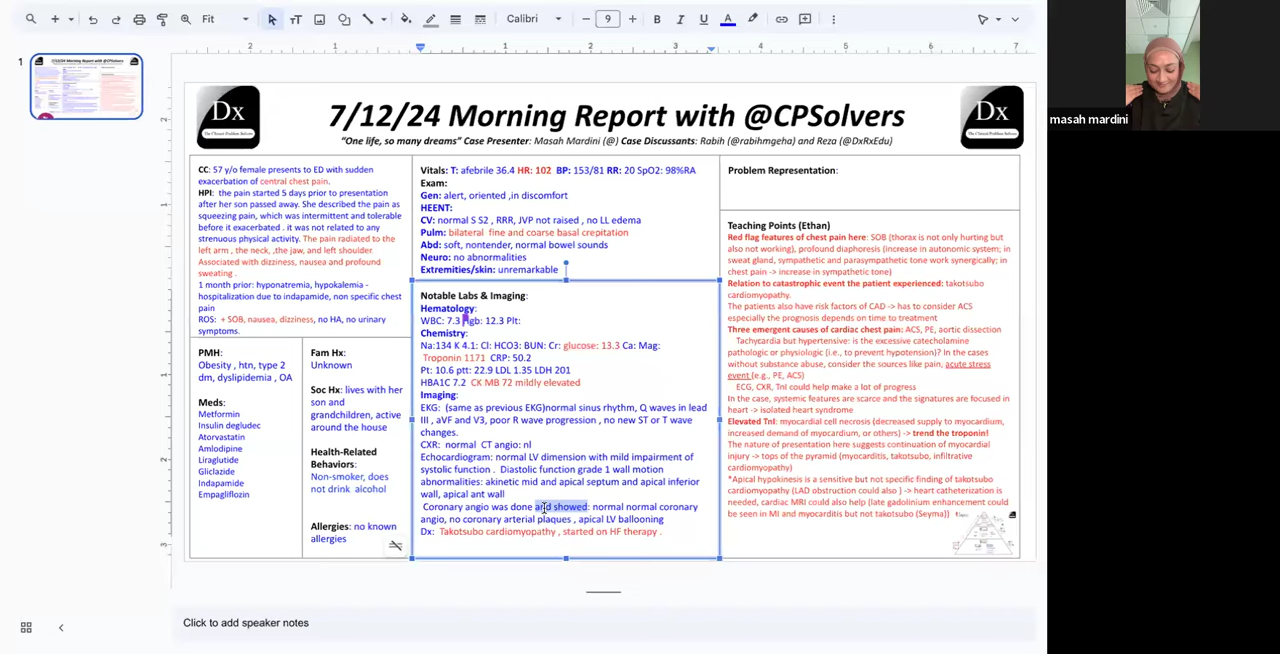 Fit
Calibri
9
B
I
U
A
2
1
1
2
3
4
5
6
7
1
7/12/24 Morning Report with @CPSolvers
"One life, so many dreams" Case Presenter: Masah Mardini (@) Case Discussants: Rabih (@rabihmgeha) and Reza (@DxRxEdu)
Dx
The Clinical Problem Solvers
Dx
The Clinical Problem Solvers
CC: 57 y/o female presents to ED with sudden
exacerbation of central chest pain.
HPI: the pain started 5 days prior to presentation
after her son passed away. She described the pain as
squeezing pain, which was intermittent and tolerable
before it exacerbated . it was not related to any
strenuous physical activity. The pain radiated to the
left arm , the neck, ,the jaw, and left shoulder.
Associated with dizziness, nausea and profound
sweating .
1 month prior: hyponatremia, hypokalemia -
hospitalization due to indapamide, non specific chest
pain
ROS: + SOB, nausea, dizziness, no HA, no urinary
symptoms.
PMH:
Obesity , htn, type 2
dm, dyslipidemia , OA
Meds:
Metformin
Insulin degludec
Atorvastatin
Amlodipine
Liraglutide
Gliclazide
Indapamide
Empagliflozin
Fam Hx:
Unknown
Soc Hx: lives with her
son and
grandchildren, active
around the house
Health-Related
Behaviors:
Non-smoker, does
not drink alcohol
Allergies: no known
allergies
Vitals: T: afebrile 36.4 HR: 102 BP: 153/81 RR: 20 SpO2: 98%RA
Exam:
Gen: alert, oriented ,in discomfort
HEENT:
CV: normal S S2 , RRR, JVP not raised , no LL edema
Pulm: bilateral fine and coarse basal crepitation
Abd: soft, nontender, normal bowel sounds
Neuro: no abnormalities
Extremities/skin: unremarkable
Notable Labs & Imaging:
Hematology:
WBC: 7.3 Hgb: 12.3 Plt:
Chemistry:
Na:134 K 4.1: Cl: HCO3: BUN: Cr: glucose: 13.3 Ca: Mag:
Troponin 1171 CRP: 50.2
Pt: 10.6 ptt: 22.9 LDL 1.35 LDH 201
HBA1C 7.2 CK MB 72 mildly elevated
Imaging:
EKG: (same as previous EKG)normal sinus rhythm, Q waves in lead
III , aVF and V3, poor R wave progression , no new ST or T wave
changes.
CXR: normal CT angio: nl
Echocardiogram: normal LV dimension with mild impairment of
systolic function . Diastolic function grade 1 wall motion
abnormalities: akinetic mid and apical septum and apical inferior
wall, apical ant wall
Coronary angio was done and showed: normal normal coronary
angio, no coronary arterial plaques , apical LV ballooning
Dx: Takotsubo cardiomyopathy , started on HF therapy .
Problem Representation:
Teaching Points (Ethan)
Red flag features of chest pain here: SOB (thorax is not only hurting but
also not working), profound diaphoresis (increase in autonomic system; in
sweat gland, sympathetic and parasympathetic tone work synergically; in
chest pain -> increase in sympathetic tone)
Relation to catastrophic event the patient experienced: takotsubo
cardiomyopathy.
The patients also have risk factors of CAD -> has to consider ACS
especially the prognosis depends on time to treatment
Three emergent causes of cardiac chest pain: ACS, PE, aortic dissection
Tachycardia but hypertensive: is the excessive catecholamine
pathologic or physiologic (i.e., to prevent hypotension)? In the cases
without shock, consider the sources like pain, acute stress
event (e.g., PE, ACS)
ECG, CXR, TnI could help make a lot of progress
In the case, systemic features are scarce and the signatures are focused in
heart -> isolated heart syndrome
Elevated TnI: myocardial cell necrosis (decreased supply to myocardium,
increased demand of myocardium, or others) -> trend the troponin!
The nature of presentation here suggests continuation of myocardial
injury -> tops of the pyramid (myocarditis, takotsubo, infiltrative
cardiomyopathy)
*Apical hypokinesis is a sensitive but not specific finding of takotsubo
cardiomyopathy (LAD obstruction could also ) -> heart catheterization is
needed, cardiac MRI could also help (late gadolinium enhancement could
be seen in MI and myocarditis but not takotsubo (Seyma))
Click to add speaker notes
masah mardini